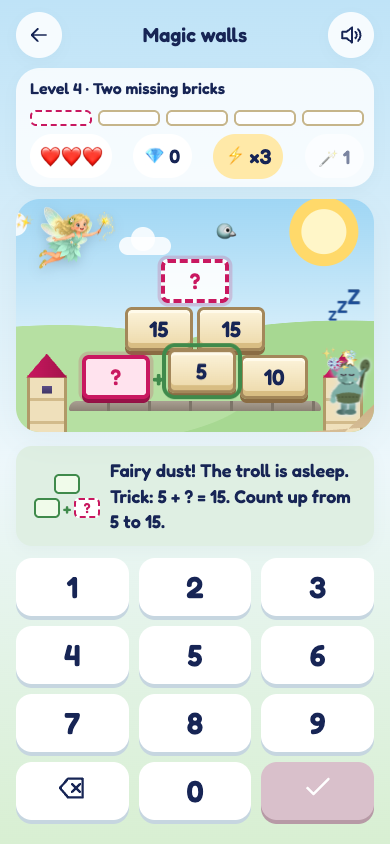 Magic walls
Level 4 · Two missing bricks
❤️❤️❤️ 💎 0 ⚡ ×3 🪄 1
?
zzZ
15 15
? + 5 10
Fairy dust! The troll is asleep.
Trick: 5 + ? = 15. Count up from
5 to 15.
+ ?
1 2 3
4 5 6
7 8 9
0